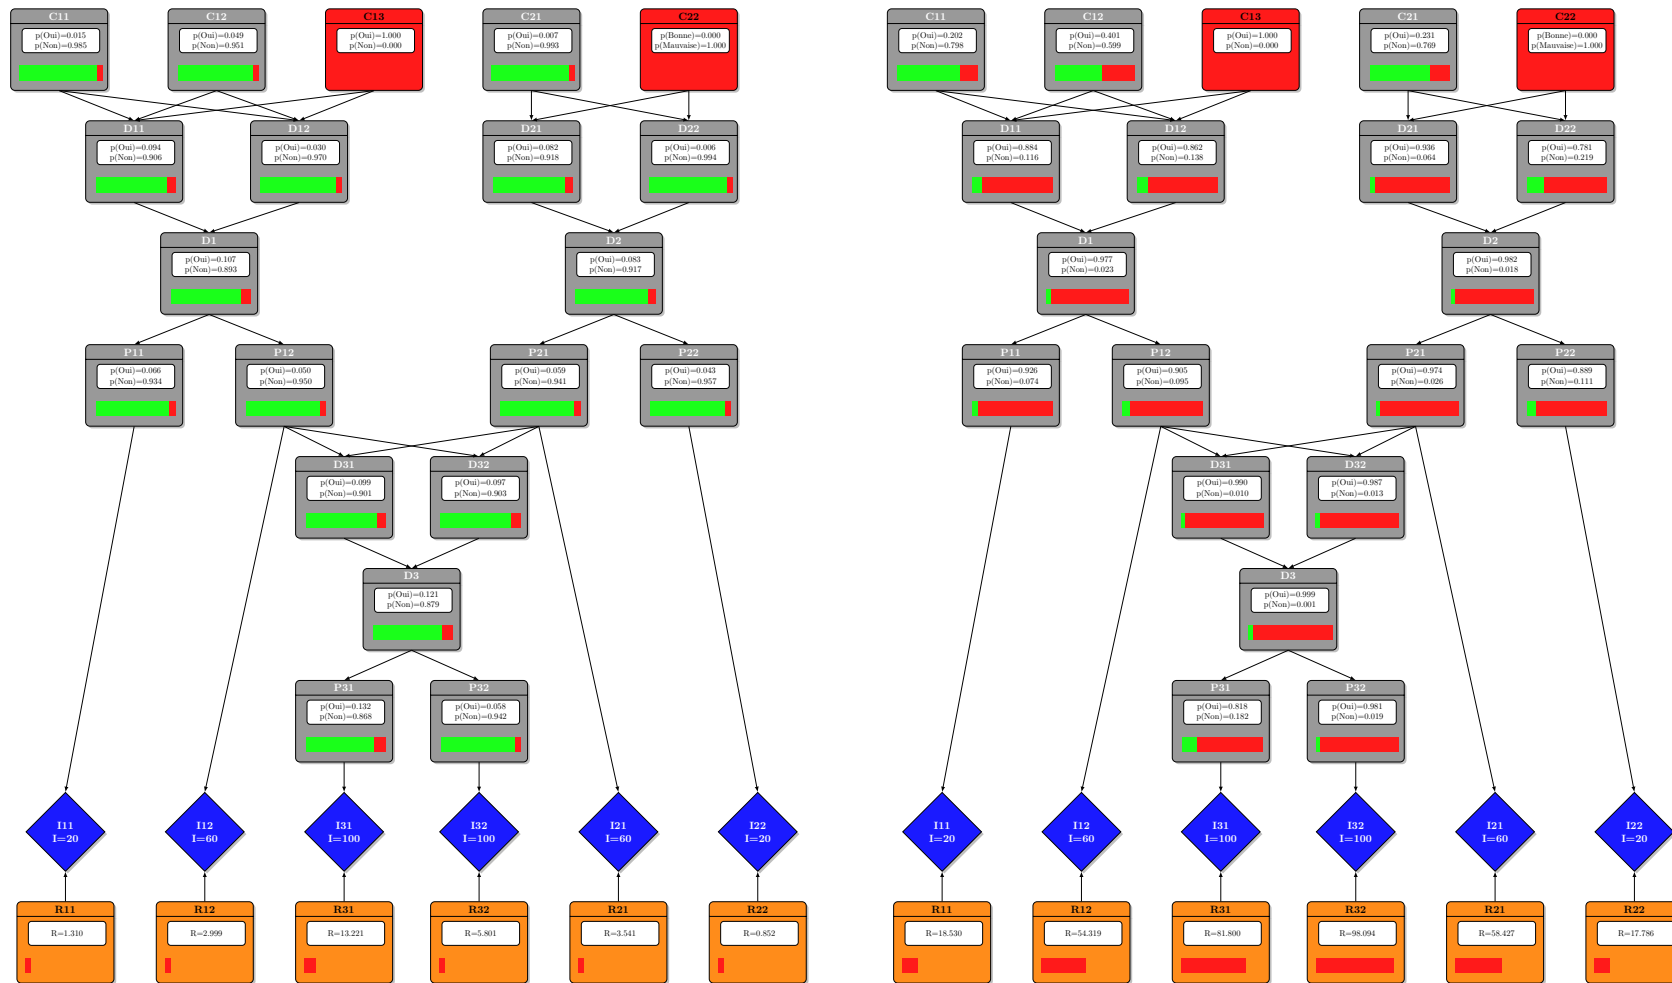 C11
p(Oui)=0.015
p(Non)=0.985
C12
p(Oui)=0.049
p(Non)=0.951
C13
p(Oui)=1.000
p(Non)=0.000
C21
p(Oui)=0.007
p(Non)=0.993
C22
p(Bonne)=0.000
p(Mauvaise)=1.000
D11
p(Oui)=0.094
p(Non)=0.906
D12
p(Oui)=0.030
p(Non)=0.970
D21
p(Oui)=0.082
p(Non)=0.918
D22
p(Oui)=0.006
p(Non)=0.994
D1
p(Oui)=0.107
p(Non)=0.893
D2
p(Oui)=0.083
p(Non)=0.917
P11
p(Oui)=0.066
p(Non)=0.934
P12
p(Oui)=0.050
p(Non)=0.950
P21
p(Oui)=0.059
p(Non)=0.941
P22
p(Oui)=0.043
p(Non)=0.957
D31
p(Oui)=0.099
p(Non)=0.901
D32
p(Oui)=0.097
p(Non)=0.903
D3
p(Oui)=0.121
p(Non)=0.879
P31
p(Oui)=0.132
p(Non)=0.868
P32
p(Oui)=0.058
p(Non)=0.942
I11
I=20
I12
I=60
I31
I=100
I32
I=100
I21
I=60
I22
I=20
R11
R=1.310
R12
R=2.999
R31
R=13.221
R32
R=5.801
R21
R=3.541
R22
R=0.852
C11
p(Oui)=0.202
p(Non)=0.798
C12
p(Oui)=0.401
p(Non)=0.599
C13
p(Oui)=1.000
p(Non)=0.000
C21
p(Oui)=0.231
p(Non)=0.769
C22
p(Bonne)=0.000
p(Mauvaise)=1.000
D11
p(Oui)=0.884
p(Non)=0.116
D12
p(Oui)=0.862
p(Non)=0.138
D21
p(Oui)=0.936
p(Non)=0.064
D22
p(Oui)=0.781
p(Non)=0.219
D1
p(Oui)=0.977
p(Non)=0.023
D2
p(Oui)=0.982
p(Non)=0.018
P11
p(Oui)=0.926
p(Non)=0.074
P12
p(Oui)=0.905
p(Non)=0.095
P21
p(Oui)=0.974
p(Non)=0.026
P22
p(Oui)=0.889
p(Non)=0.111
D31
p(Oui)=0.990
p(Non)=0.010
D32
p(Oui)=0.987
p(Non)=0.013
D3
p(Oui)=0.999
p(Non)=0.001
P31
p(Oui)=0.818
p(Non)=0.182
P32
p(Oui)=0.981
p(Non)=0.019
I11
I=20
I12
I=60
I31
I=100
I32
I=100
I21
I=60
I22
I=20
R11
R=18.530
R12
R=54.319
R31
R=81.800
R32
R=98.094
R21
R=58.427
R22
R=17.786